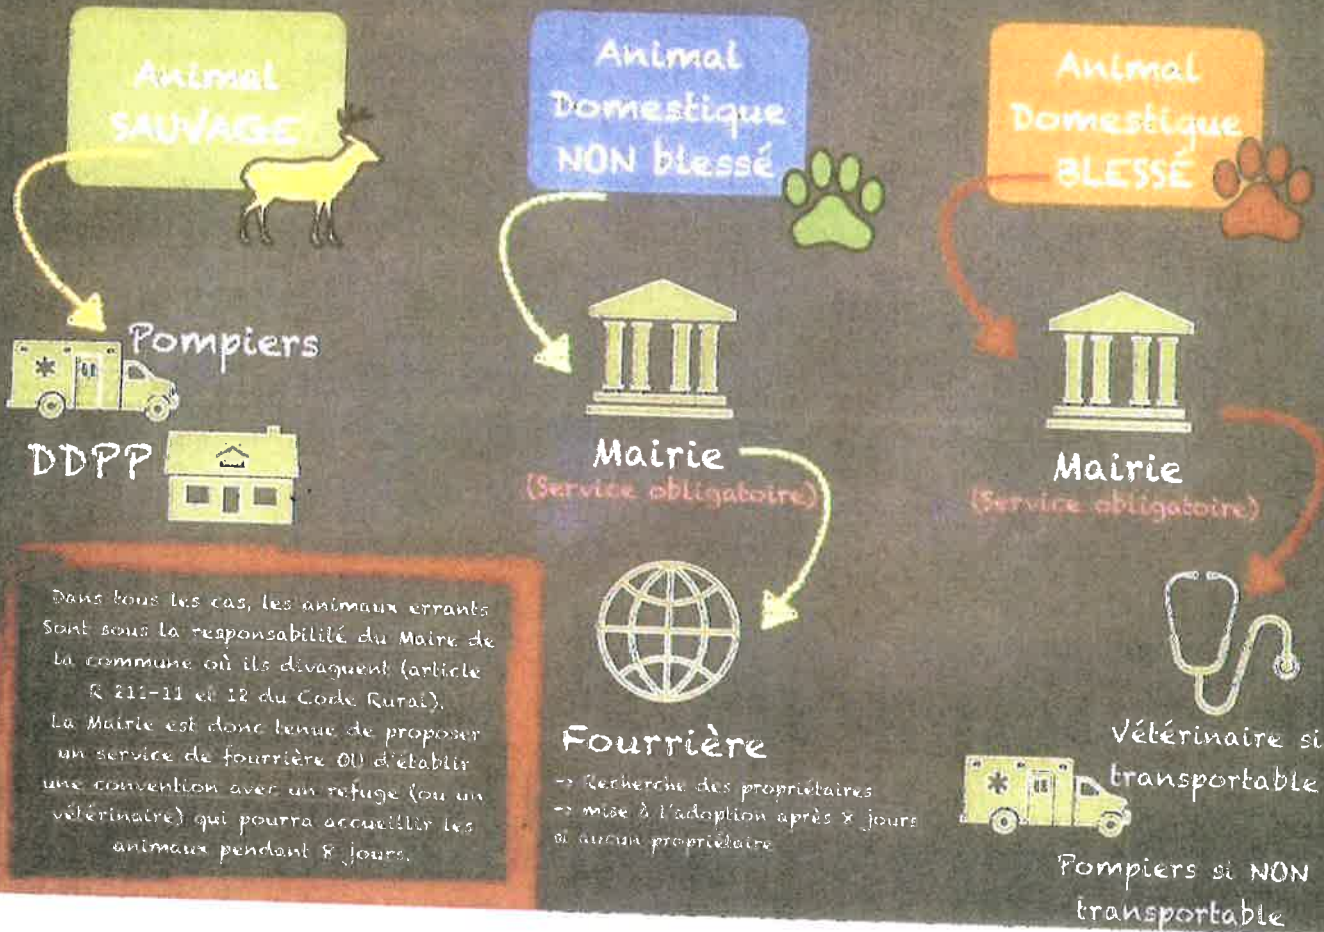 Animal
SAUVAGE
Pompiers
DDPP
Dans tous les cas, les animaux errants
Sont sous la responsabilité du Maire de
la commune où ils divaguent (article
R 211-11 et 12 du Code Rural).
La Mairie est donc tenue de proposer
un service de fourrière OU d'établir
une convention avec un refuge (ou un
vétérinaire) qui pourra accueillir les
animaux pendant 8 jours.
Animal
Domestique
NON blessé
Mairie
(Service obligatoire)
Fourrière
-> Recherche des propriétaires
-> mise à l'adoption après 8 jours
si aucun propriétaire
Animal
Domestique
BLESSÉ
Mairie
(Service obligatoire)
Vétérinaire si
transportable
Pompiers si NON
transportable